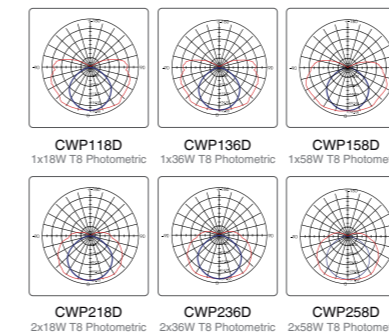 CWP118D
1x18W T8 Photometric
CWP136D
1x36W T8 Photometric
CWP158D
1x58W T8 Photome
CWP218D
2x18W T8 Photometric
CWP236D
2x36W T8 Photometric
CWP258D
2x58W T8 Photome